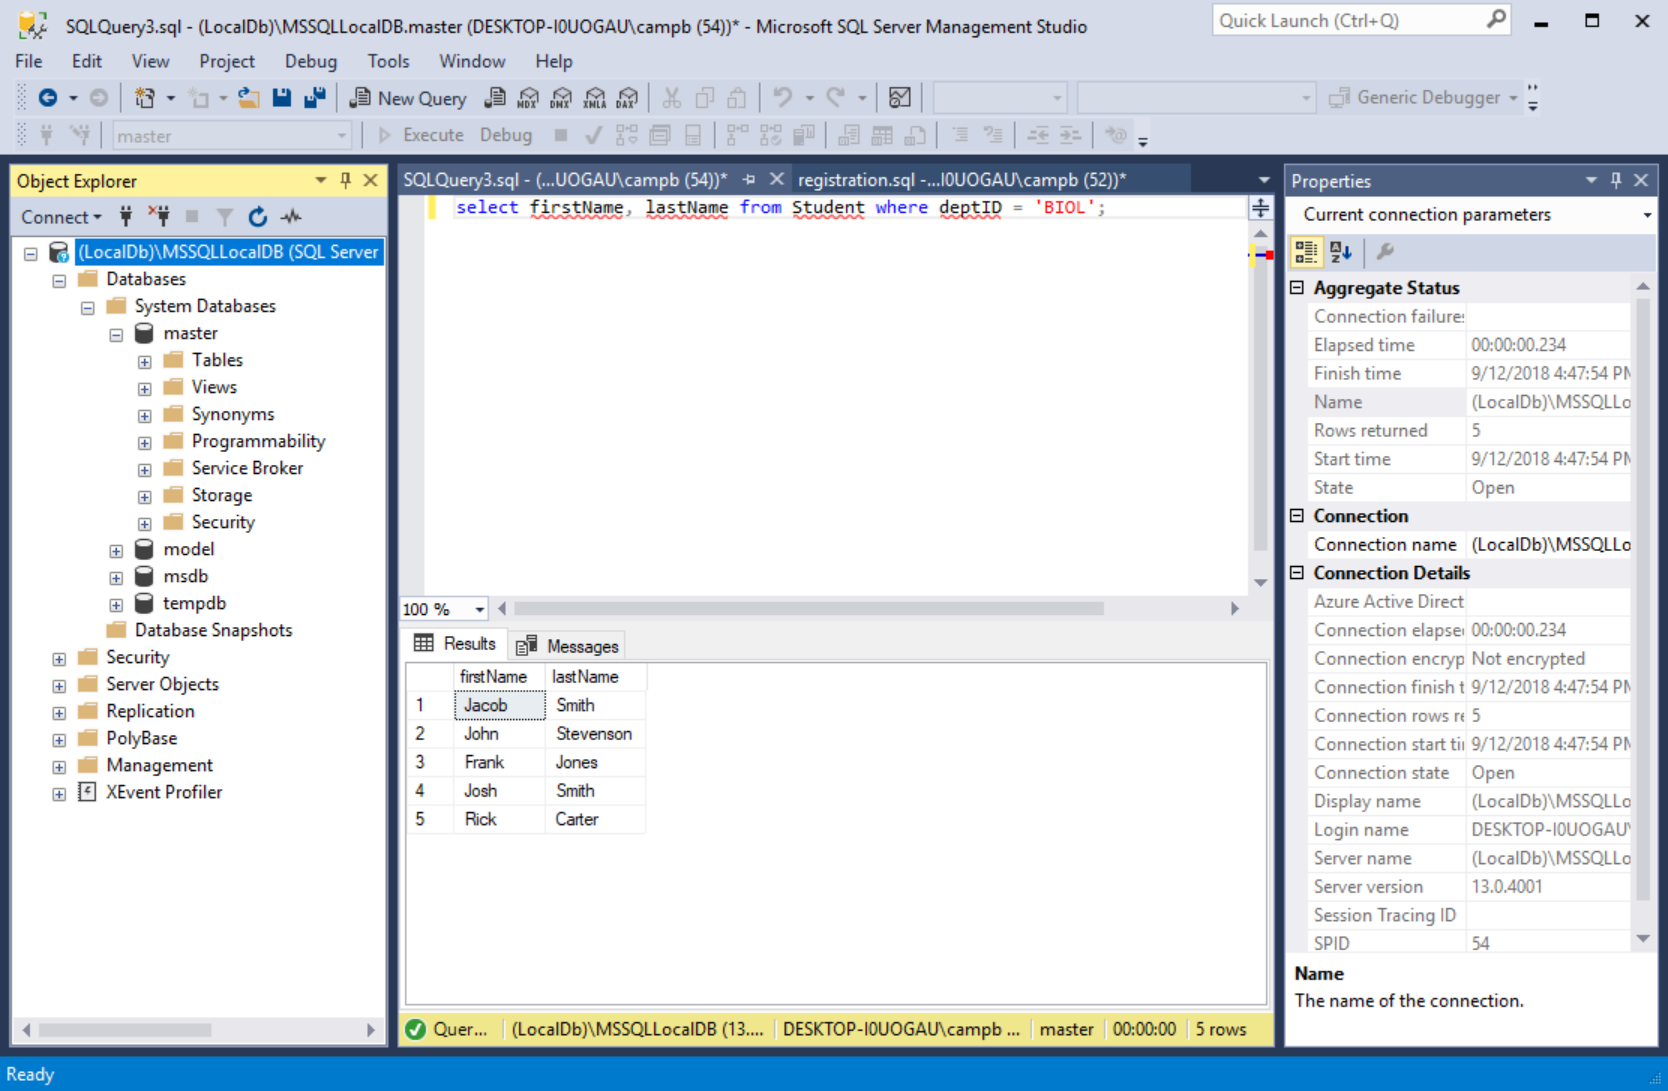 SQLQuery3.sql - (LocalDb)\MSSQLLocalDB.master (DESKTOP-I0UOGAU\campb (54))* - Microsoft SQL Server Management Studio
Quick Launch (Ctrl+Q)
File Edit View Project Debug Tools Window Help
New Query MDX DMX XMLA DAX Generic Debugger
master Execute Debug
Object Explorer
Connect
(LocalDb)\MSSQLLocalDB (SQL Server
Databases
System Databases
master
Tables
Views
Synonyms
Programmability
Service Broker
Storage
Security
model
msdb
tempdb
Database Snapshots
Security
Server Objects
Replication
PolyBase
Management
XEvent Profiler
SQLQuery3.sql - (...UOGAU\campb (54))* registration.sql -...I0UOGAU\campb (52))*
select firstName, lastName from Student where deptID = 'BIOL';
100 %
Results Messages
firstName lastName
1 Jacob Smith
2 John Stevenson
3 Frank Jones
4 Josh Smith
5 Rick Carter
Quer... (LocalDb)\MSSQLLocalDB (13.... DESKTOP-I0UOGAU\campb ... master 00:00:00 5 rows
Properties
Current connection parameters
Aggregate Status
Connection failures
Elapsed time 00:00:00.234
Finish time 9/12/2018 4:47:54 PM
Name (LocalDb)\MSSQLLo
Rows returned 5
Start time 9/12/2018 4:47:54 PM
State Open
Connection
Connection name (LocalDb)\MSSQLLo
Connection Details
Azure Active Direct
Connection elapse 00:00:00.234
Connection encryp Not encrypted
Connection finish t 9/12/2018 4:47:54 PM
Connection rows re 5
Connection start ti 9/12/2018 4:47:54 PM
Connection state Open
Display name (LocalDb)\MSSQLLo
Login name DESKTOP-I0UOGAU\
Server name (LocalDb)\MSSQLLo
Server version 13.0.4001
Session Tracing ID
SPID 54
Name
The name of the connection.
Ready